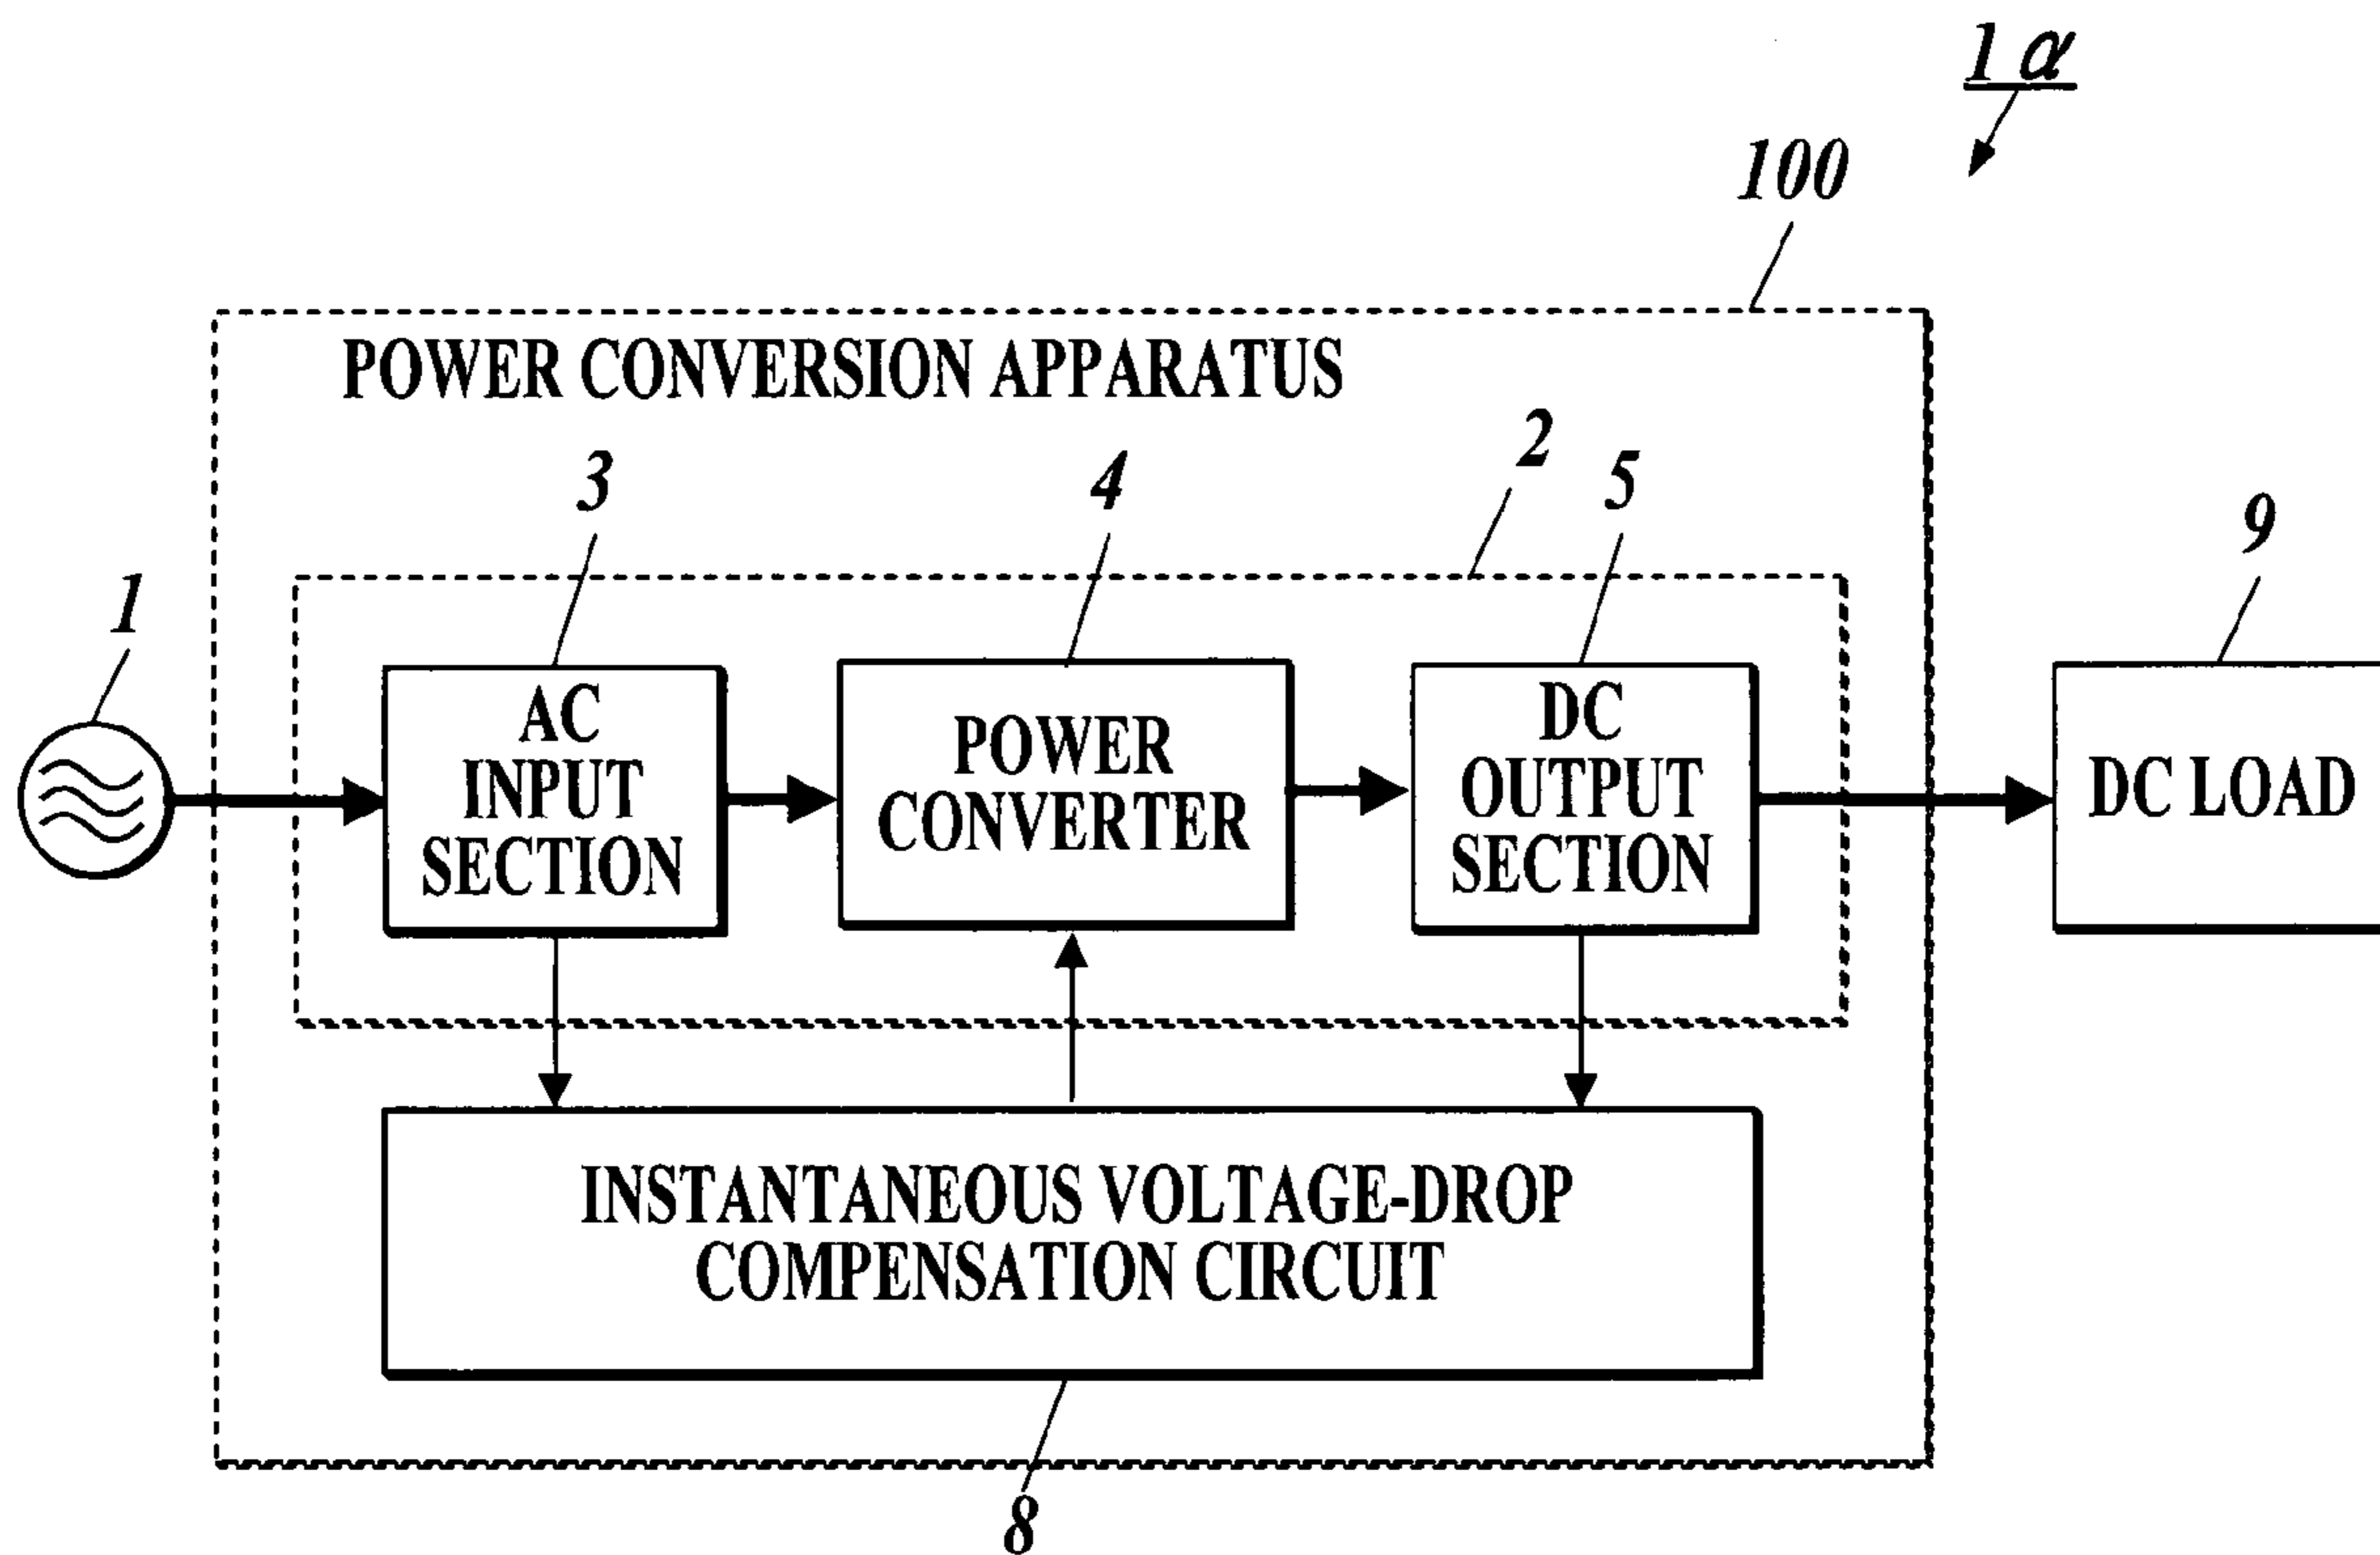 1α
100
POWER CONVERSION APPARATUS
2
3
4
5
9
1
AC
INPUT
SECTION
POWER
CONVERTER
DC
OUTPUT
SECTION
DC LOAD
INSTANTANEOUS VOLTAGE-DROP
COMPENSATION CIRCUIT
8